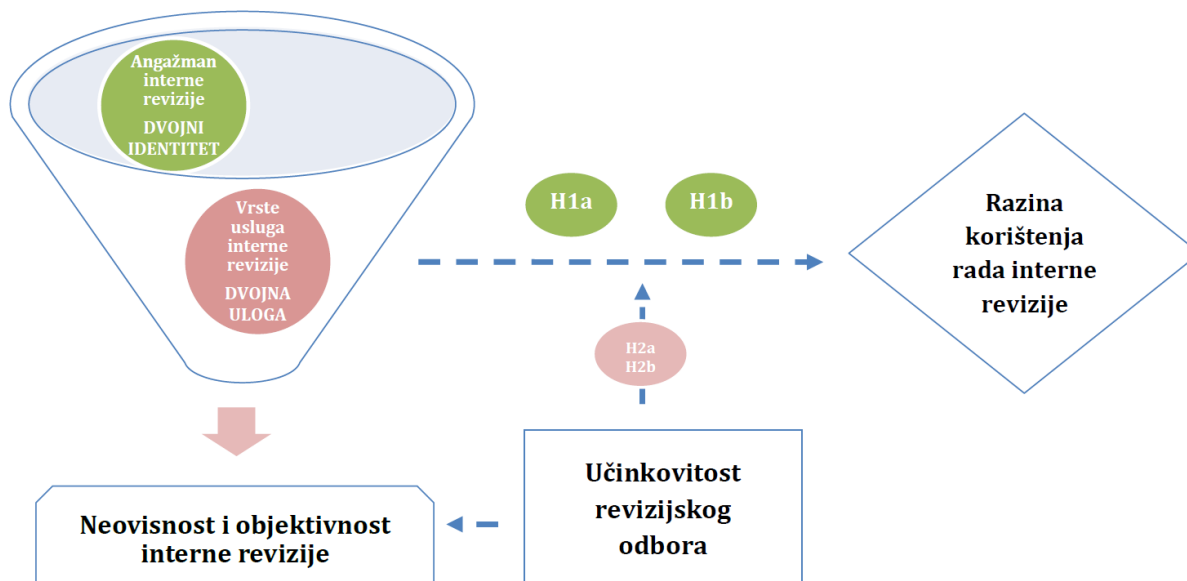 Angažman
interne
revizije
DVOJNI
IDENTITET
Vrste
usluga
interne
revizije
DVOJNA
ULOGA
H1a
H1b
Razina
korištenja
rada interne
revizije
H2a
H2b
Učinkovitost
revizijskog
odbora
Neovisnost i objektivnost
interne revizije